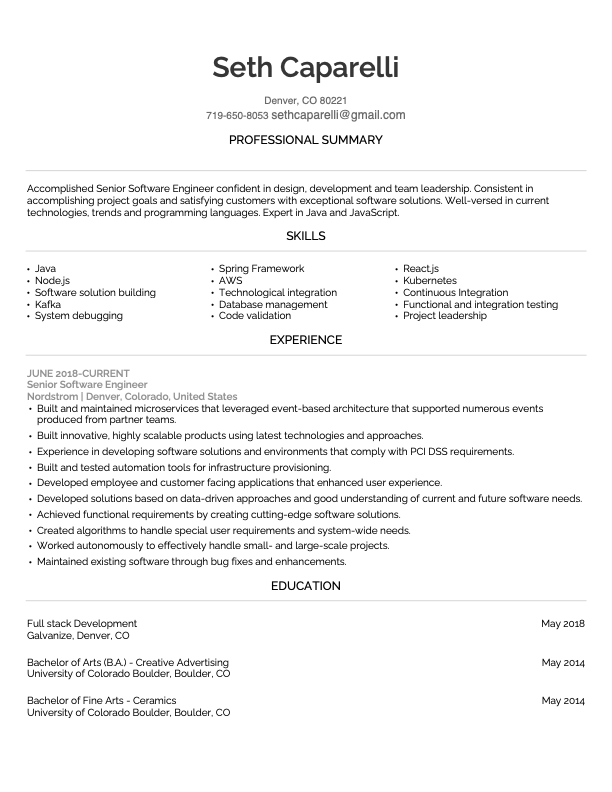 Seth Caparelli
Denver, CO 80221
719-650-8053 sethcaparelli@gmail.com
PROFESSIONAL SUMMARY
Accomplished Senior Software Engineer confident in design, development and team leadership. Consistent in
accomplishing project goals and satisfying customers with exceptional software solutions. Well-versed in current
technologies, trends and programming languages. Expert in Java and JavaScript.
SKILLS
• Java
• Node.js
• Software solution building
• Kafka
• System debugging
• Spring Framework
• AWS
• Technological integration
• Database management
• Code validation
• React.js
• Kubernetes
• Continuous Integration
• Functional and integration testing
• Project leadership
EXPERIENCE
JUNE 2018-CURRENT
Senior Software Engineer
Nordstrom | Denver, Colorado, United States
• Built and maintained microservices that leveraged event-based architecture that supported numerous events
produced from partner teams.
• Built innovative, highly scalable products using latest technologies and approaches.
• Experience in developing software solutions and environments that comply with PCI DSS requirements.
• Built and tested automation tools for infrastructure provisioning.
• Developed employee and customer facing applications that enhanced user experience.
• Developed solutions based on data-driven approaches and good understanding of current and future software needs.
• Achieved functional requirements by creating cutting-edge software solutions.
• Created algorithms to handle special user requirements and system-wide needs.
• Worked autonomously to effectively handle small- and large-scale projects.
• Maintained existing software through bug fixes and enhancements.
EDUCATION
Full stack Development May 2018
Galvanize, Denver, CO
Bachelor of Arts (B.A.) - Creative Advertising May 2014
University of Colorado Boulder, Boulder, CO
Bachelor of Fine Arts - Ceramics May 2014
University of Colorado Boulder, Boulder, CO